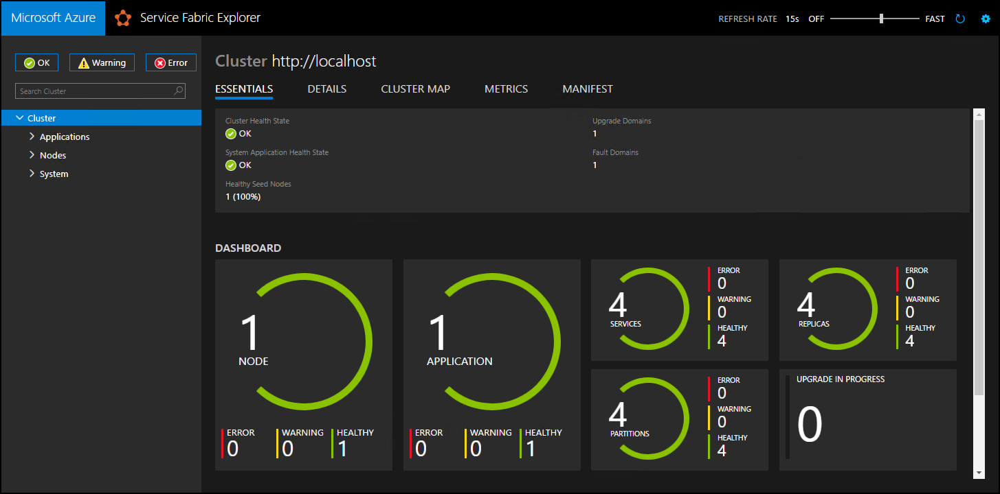 Microsoft Azure
Service Fabric Explorer
REFRESH RATE 15s OFF FAST
OK
Warning
Error
Search Cluster
Cluster
Applications
Nodes
System
Cluster http://localhost
ESSENTIALS
DETAILS
CLUSTER MAP
METRICS
MANIFEST
Cluster Health State
OK
System Application Health State
OK
Healthy Seed Nodes
1 (100%)
Upgrade Domains
1
Fault Domains
1
DASHBOARD
1
NODE
ERROR
0
WARNING
0
HEALTHY
1
1
APPLICATION
ERROR
0
WARNING
0
HEALTHY
1
4
SERVICES
ERROR
0
WARNING
0
HEALTHY
4
4
REPLICAS
ERROR
0
WARNING
0
HEALTHY
4
4
PARTITIONS
ERROR
0
WARNING
0
HEALTHY
4
UPGRADE IN PROGRESS
0